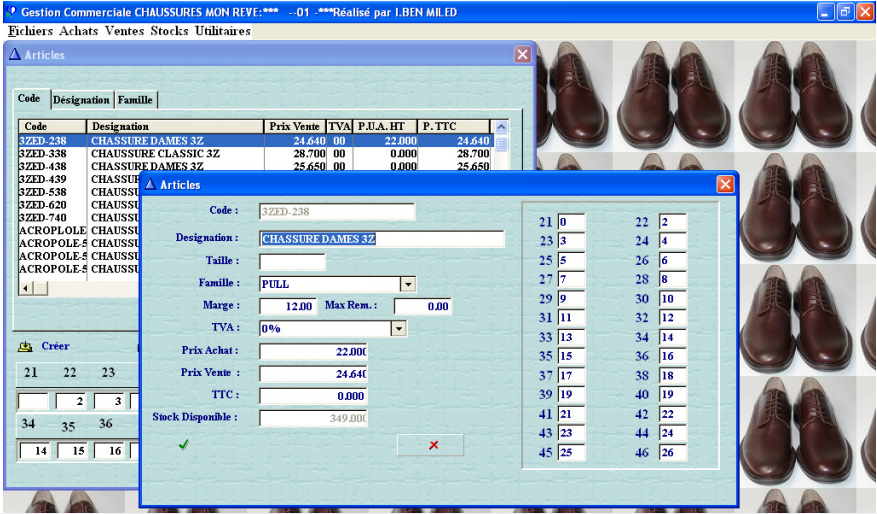 Gestion Commerciale CHAUSSURES MON REVE:*** --01 -***Réalisé par I.BEN MILED
Fichiers Achats Ventes Stocks Utilitaires
Articles
Code Désignation Famille
Code Designation Prix Vente TVA P.U.A. HT P. TTC
3ZED-238 CHASSURE DAMES 3Z 24.640 00 22.000 24.640
3ZED-338 CHAUSSURE CLASSIC 3Z 28.700 00 0.000 28.700
3ZED-438 CHASSURE DAMES 3Z 25.650 00 0.000 25.650
3ZED-439 CHASSUR
3ZED-538 CHAUSSU
3ZED-620 CHAUSSU
3ZED-740 CHAUSSU
ACROPLOLE CHAUSSU
ACROPOLE-5 CHAUSSU
ACROPOLE-5 CHAUSSU
ACROPOLE-5 CHAUSSU
Créer
21 22 23
2 3
34 35 36
14 15 16
Articles
Code : 3ZED-238
Designation : CHASSURE DAMES 3Z
Taille :
Famille : PULL
Marge : 12.00 Max Rem. : 0.00
TVA : 0%
Prix Achat : 22.000
Prix Vente : 24.640
TTC : 0.000
Stock Disponible : 349.000
21 0 22 2
23 3 24 4
25 5 26 6
27 7 28 8
29 9 30 10
31 11 32 12
33 13 34 14
35 15 36 16
37 17 38 18
39 19 40 19
41 21 42 22
43 23 44 24
45 25 46 26